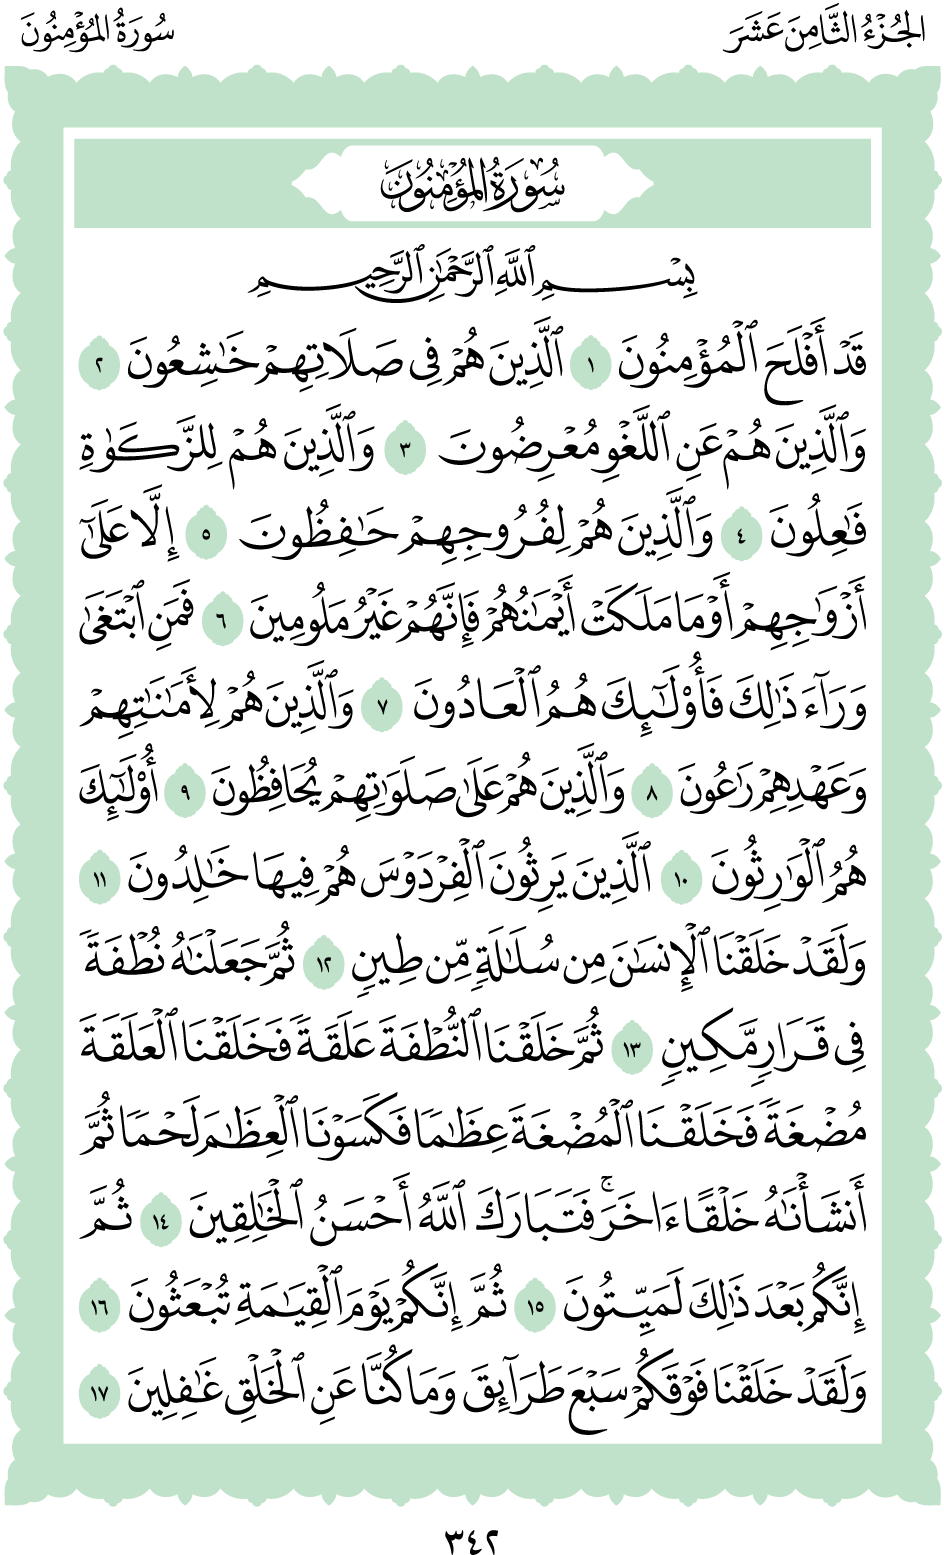 الجُزْءُ الثَّامِنَ عَشَرَ
سُورَةُ المُؤْمِنُونَ
سُورَةُ المُؤْمِنُونَ
بِسْمِ ٱللَّهِ ٱلرَّحْمَٰنِ ٱلرَّحِيمِ
قَدْ أَفْلَحَ ٱلْمُؤْمِنُونَ ١ ٱلَّذِينَ هُمْ فِى صَلَاتِهِمْ خَٰشِعُونَ ٢
وَٱلَّذِينَ هُمْ عَنِ ٱللَّغْوِ مُعْرِضُونَ ٣ وَٱلَّذِينَ هُمْ لِلزَّكَوٰةِ
فَٰعِلُونَ ٤ وَٱلَّذِينَ هُمْ لِفُرُوجِهِمْ حَٰفِظُونَ ٥ إِلَّا عَلَىٰٓ
أَزْوَٰجِهِمْ أَوْ مَا مَلَكَتْ أَيْمَٰنُهُمْ فَإِنَّهُمْ غَيْرُ مَلُومِينَ ٦ فَمَنِ ٱبْتَغَىٰ
وَرَآءَ ذَٰلِكَ فَأُو۟لَٰٓئِكَ هُمُ ٱلْعَادُونَ ٧ وَٱلَّذِينَ هُمْ لِأَمَٰنَٰتِهِمْ
وَعَهْدِهِمْ رَٰعُونَ ٨ وَٱلَّذِينَ هُمْ عَلَىٰ صَلَوَٰتِهِمْ يُحَافِظُونَ ٩ أُو۟لَٰٓئِكَ
هُمُ ٱلْوَٰرِثُونَ ١٠ ٱلَّذِينَ يَرِثُونَ ٱلْفِرْدَوْسَ هُمْ فِيهَا خَٰلِدُونَ ١١
وَلَقَدْ خَلَقْنَا ٱلْإِنسَٰنَ مِن سُلَٰلَةٍ مِّن طِينٍ ١٢ ثُمَّ جَعَلْنَٰهُ نُطْفَةً
فِى قَرَارٍ مَّكِينٍ ١٣ ثُمَّ خَلَقْنَا ٱلنُّطْفَةَ عَلَقَةً فَخَلَقْنَا ٱلْعَلَقَةَ
مُضْغَةً فَخَلَقْنَا ٱلْمُضْغَةَ عِظَٰمًا فَكَسَوْنَا ٱلْعِظَٰمَ لَحْمًا ثُمَّ
أَنشَأْنَٰهُ خَلْقًا ءَاخَرَ ۚ فَتَبَارَكَ ٱللَّهُ أَحْسَنُ ٱلْخَٰلِقِينَ ١٤ ثُمَّ
إِنَّكُم بَعْدَ ذَٰلِكَ لَمَيِّتُونَ ١٥ ثُمَّ إِنَّكُمْ يَوْمَ ٱلْقِيَٰمَةِ تُبْعَثُونَ ١٦
وَلَقَدْ خَلَقْنَا فَوْقَكُمْ سَبْعَ طَرَآئِقَ وَمَا كُنَّا عَنِ ٱلْخَلْقِ غَٰفِلِينَ ١٧
٣٤٢